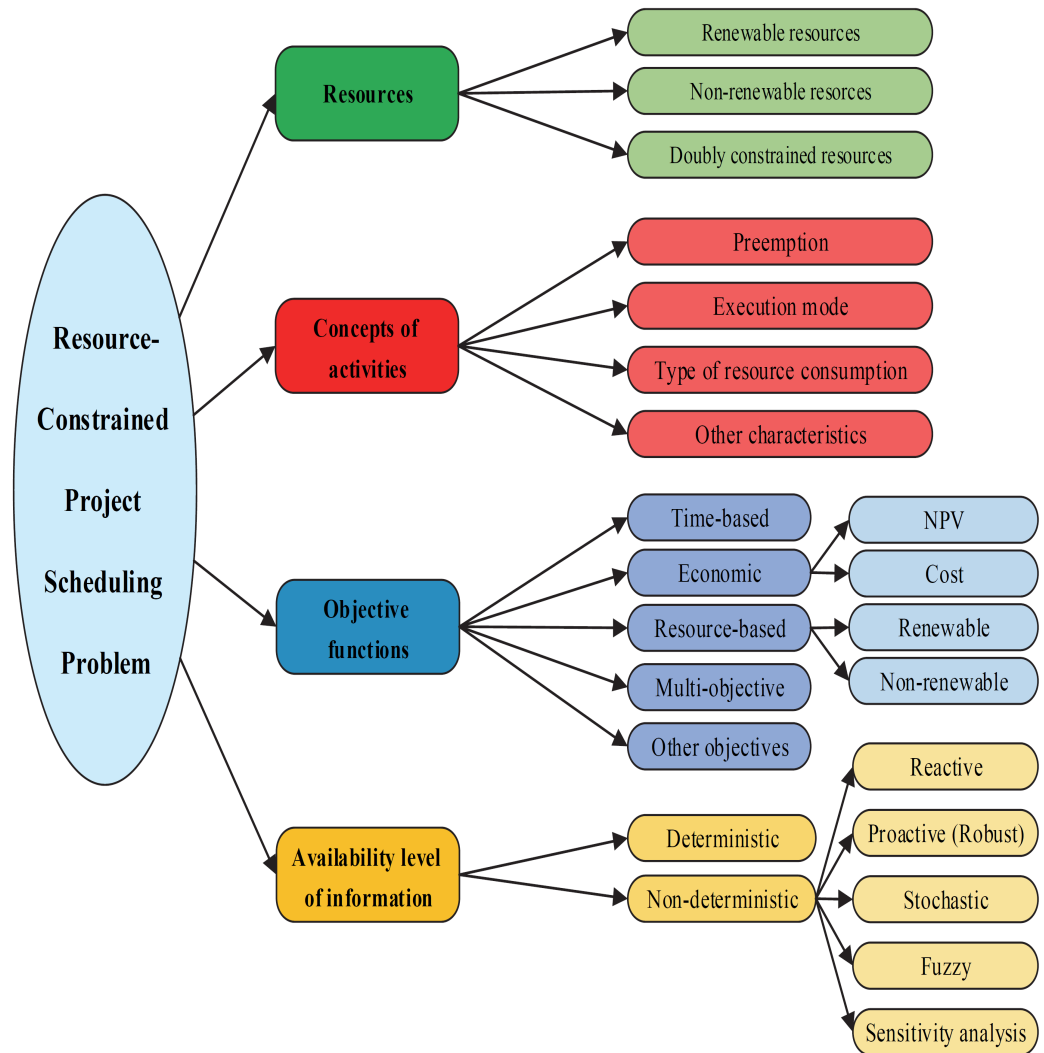 Resource-
Constrained
Project
Scheduling
Problem
Resources
Renewable resources
Non-renewable resorces
Doubly constrained resources
Concepts of
activities
Preemption
Execution mode
Type of resource consumption
Other characteristics
Objective
functions
Time-based
Economic
NPV
Cost
Resource-based
Renewable
Non-renewable
Multi-objective
Other objectives
Availability level
of information
Deterministic
Non-deterministic
Reactive
Proactive (Robust)
Stochastic
Fuzzy
Sensitivity analysis